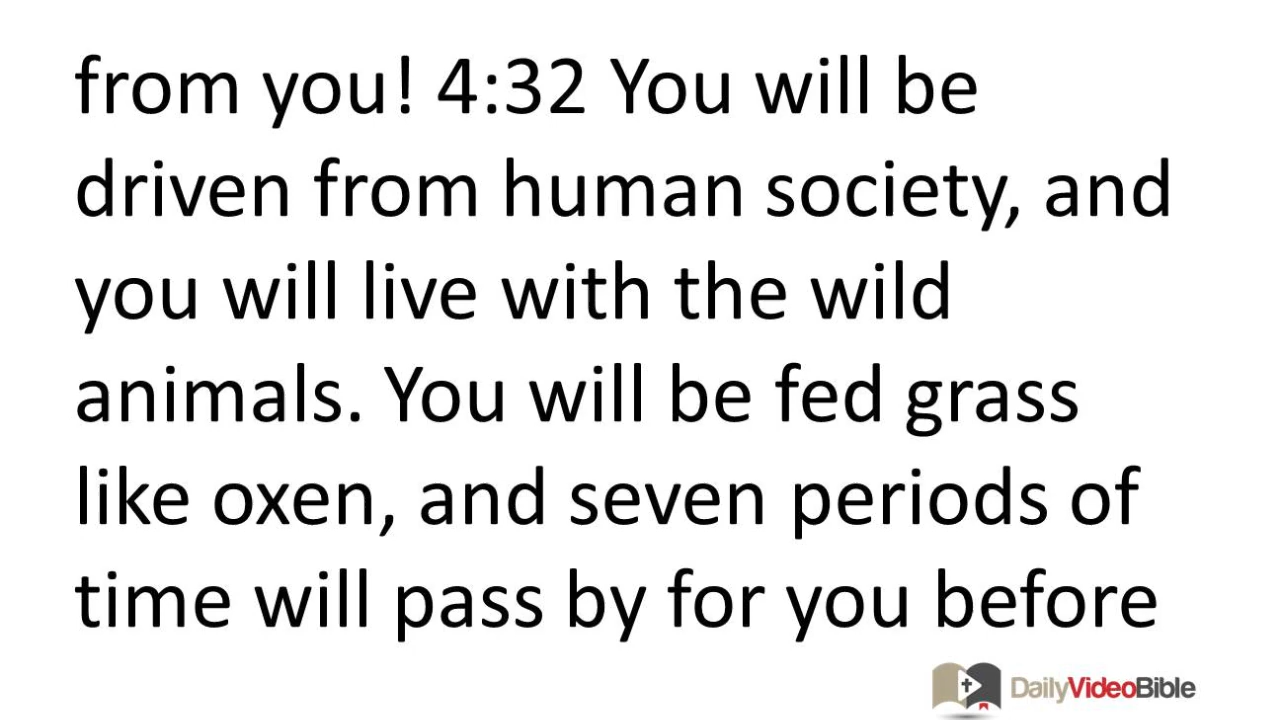 from you! 4:32 You will be
driven from human society, and
you will live with the wild
animals. You will be fed grass
like oxen, and seven periods of
time will pass by for you before
DailyVideoBible